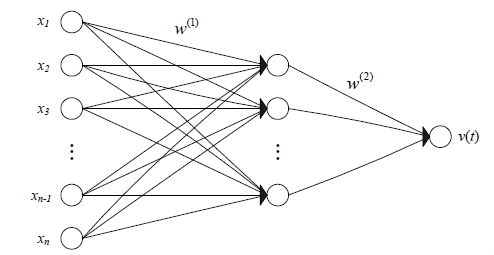 x1
w(1)
x2
w(2)
x3
v(t)
⋮
⋮
xn-1
xn